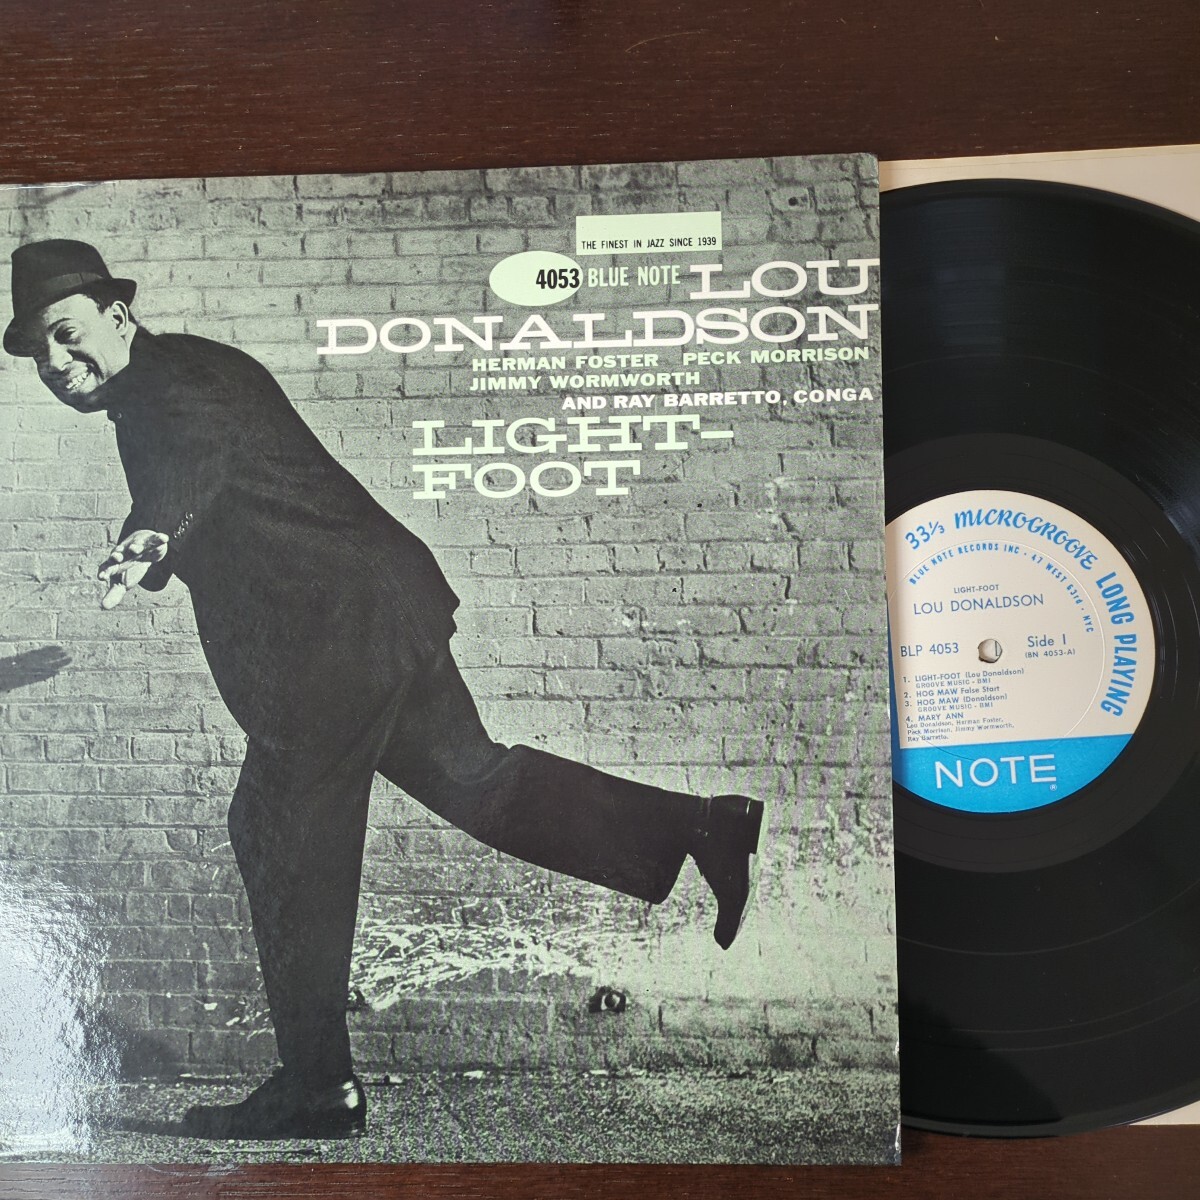 THE FINEST IN JAZZ SINCE 1939
4053 BLUE NOTE LOU
DONALDSON
HERMAN FOSTER PECK MORRISON
JIMMY WORMWORTH
AND RAY BARRETTO, CONGA
LIGHT-
FOOT
33⅓ MICROGROOVE LONG PLAYING
BLUE NOTE RECORDS INC · 47 WEST 63rd · NYC
LIGHT-FOOT
LOU DONALDSON
BLP 4053 Side 1
(BN 4053-A)
1. LIGHT-FOOT (Lou Donaldson)
GROOVE MUSIC - BMI
2. HOG MAW False Start
3. HOG MAW (Donaldson)
GROOVE MUSIC - BMI
4. MARY ANN
Lou Donaldson, Herman Foster,
Peck Morrison, Jimmy Wormworth,
Ray Barretto.
NOTE
®